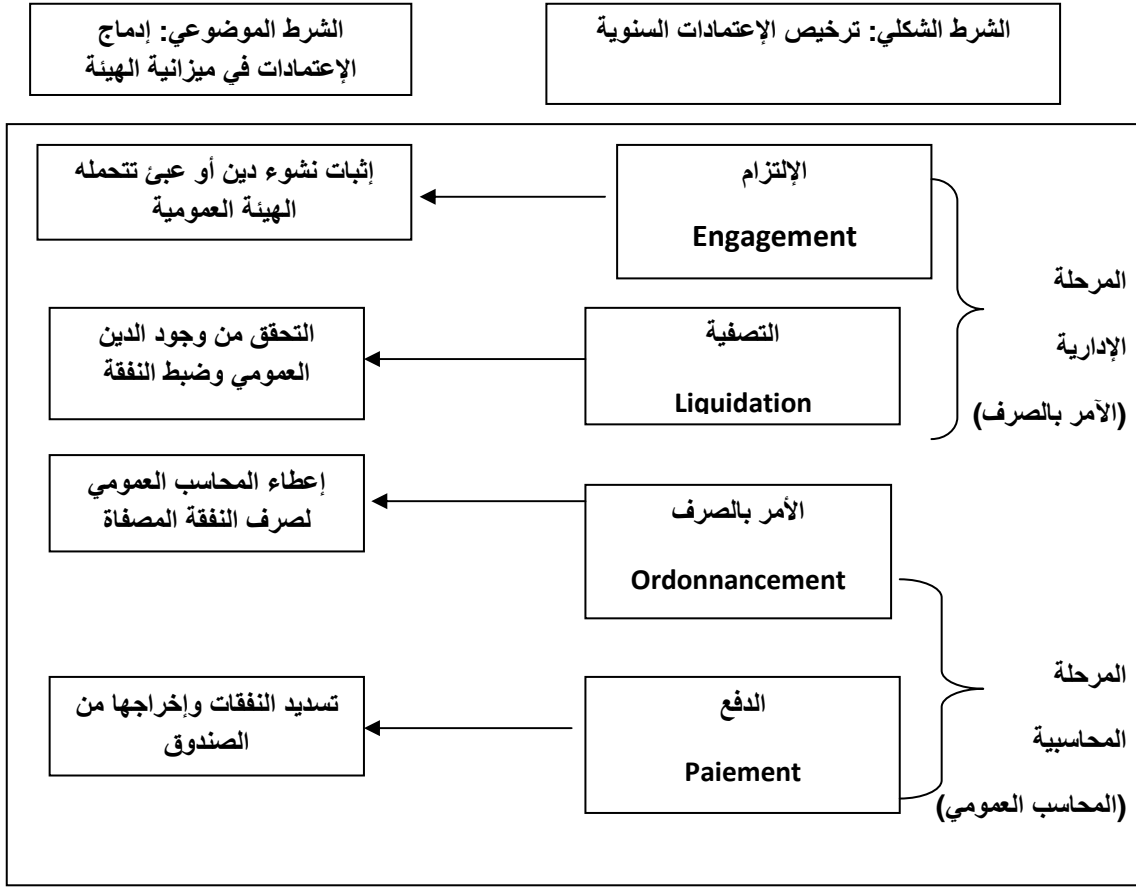 الشرط الشكلي: ترخيص الإعتمادات السنوية
الشرط الموضوعي: إدماج
الإعتمادات في ميزانية الهيئة
المرحلة
الإدارية
(الآمر بالصرف)
الإلتزام
Engagement
إثبات نشوء دين أو عبئ تتحمله
الهيئة العمومية
التصفية
Liquidation
التحقق من وجود الدين
العمومي وضبط النفقة
الأمر بالصرف
Ordonnancement
إعطاء المحاسب العمومي
لصرف النفقة المصفاة
المرحلة
المحاسبية
(المحاسب العمومي)
الدفع
Paiement
تسديد النفقات وإخراجها من
الصندوق